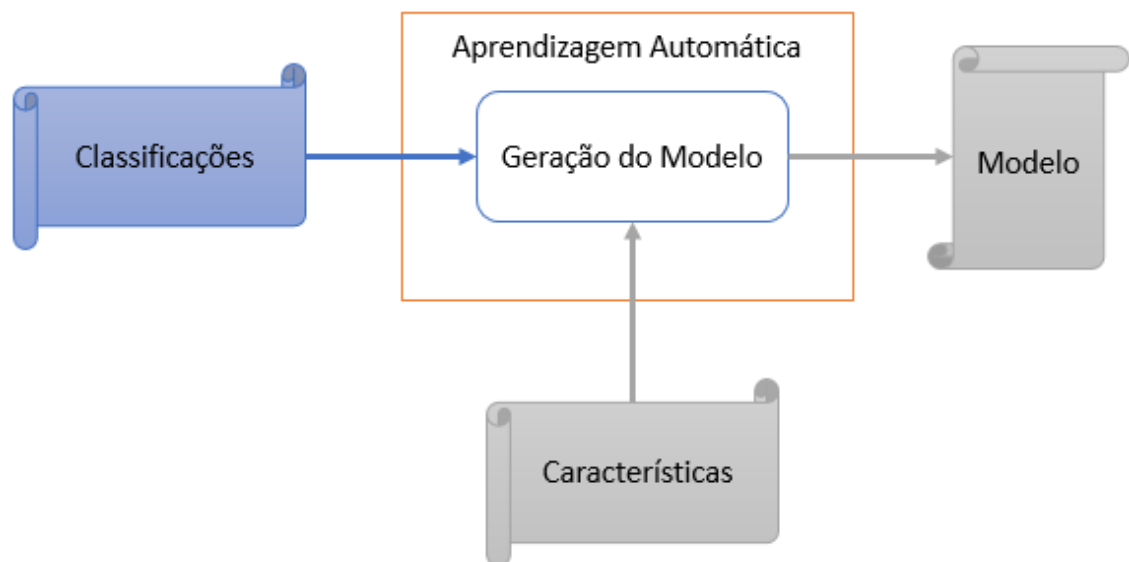 Aprendizagem Automática
Classificações
Geração do Modelo
Modelo
Características